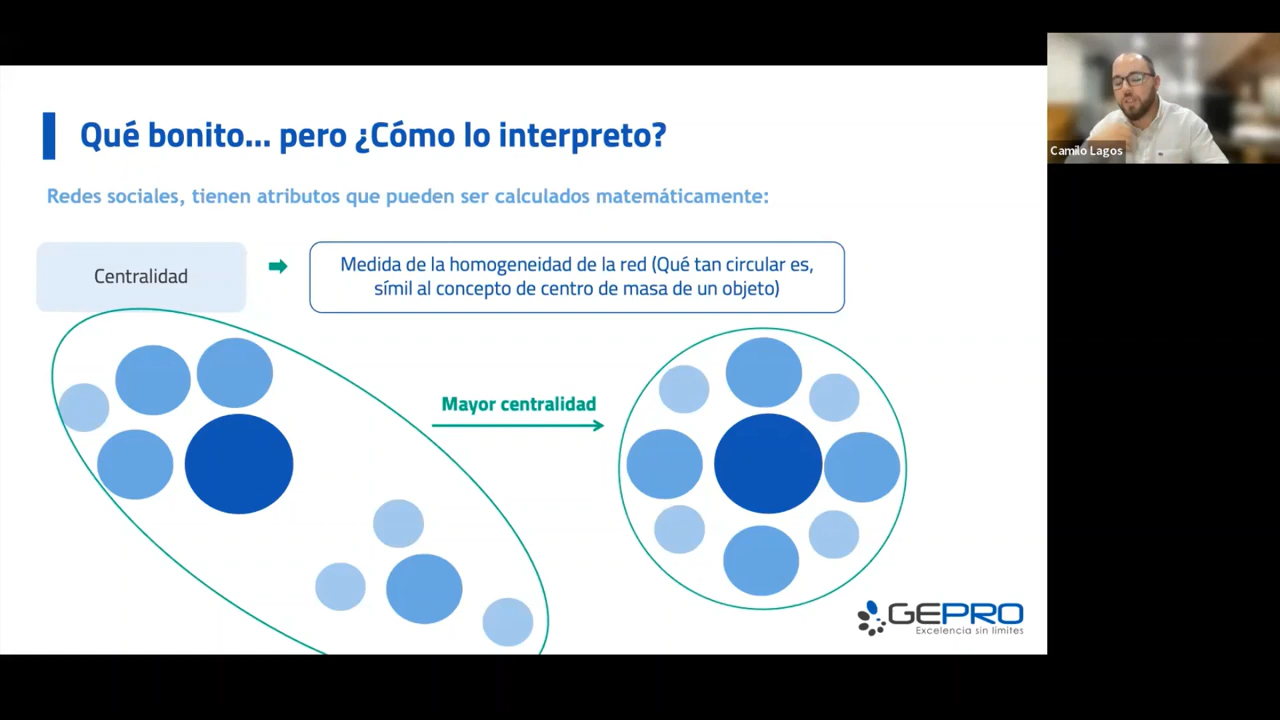 Qué bonito... pero ¿Cómo lo interpreto?
Redes sociales, tienen atributos que pueden ser calculados matemáticamente:
Centralidad
Medida de la homogeneidad de la red (Qué tan circular es,
símil al concepto de centro de masa de un objeto)
Mayor centralidad
GEPRO
Excelencia sin límites
Camilo Lagos